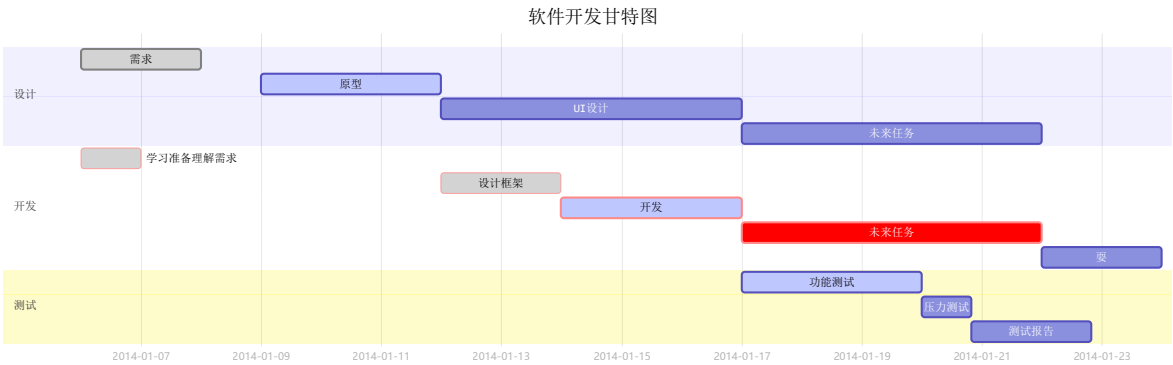 软件开发甘特图
需求
原型
设计
UI设计
未来任务
学习准备理解需求
设计框架
开发
开发
未来任务
耍
功能测试
测试
压力测试
测试报告
2014-01-07 2014-01-09 2014-01-11 2014-01-13 2014-01-15 2014-01-17 2014-01-19 2014-01-21 2014-01-23